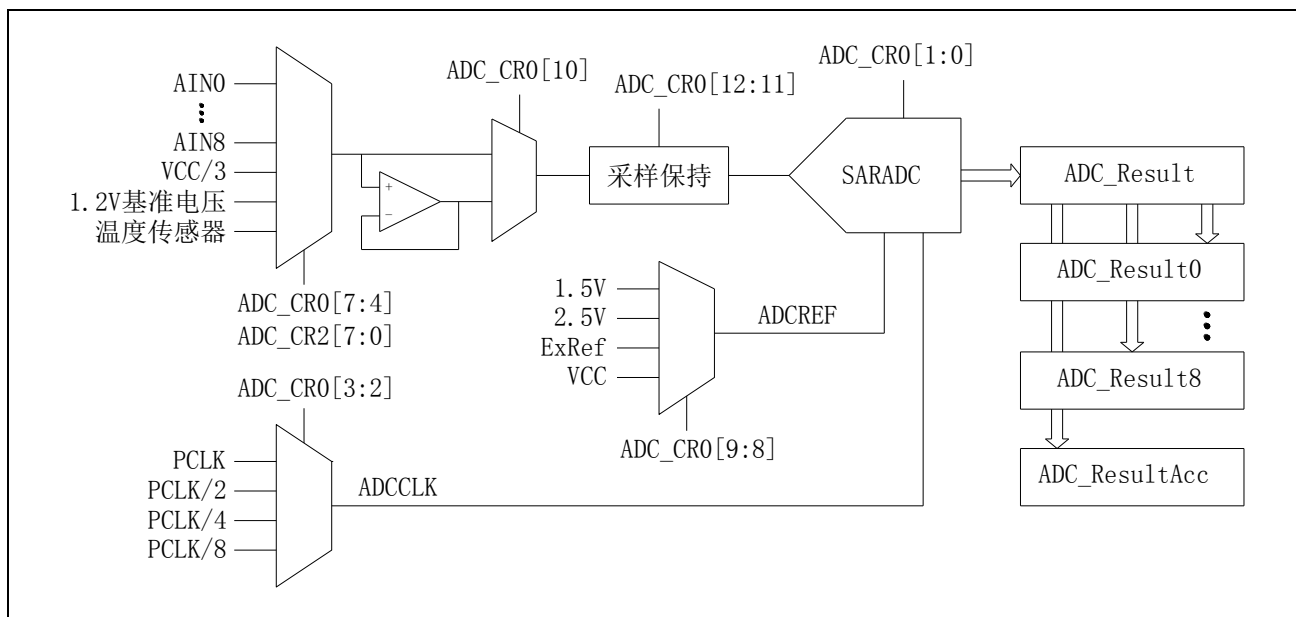 ADC_CR0[1:0]
ADC_CR0[10]
ADC_CR0[12:11]
AIN0
AIN8
VCC/3
1.2V基准电压
温度传感器
+
−
采样保持
SARADC
ADC_Result
ADC_Result0
ADC_Result8
ADC_ResultAcc
ADC_CR0[7:4]
ADC_CR2[7:0]
1.5V
2.5V
ExRef
VCC
ADCREF
ADC_CR0[9:8]
ADC_CR0[3:2]
PCLK
PCLK/2
PCLK/4
PCLK/8
ADCCLK